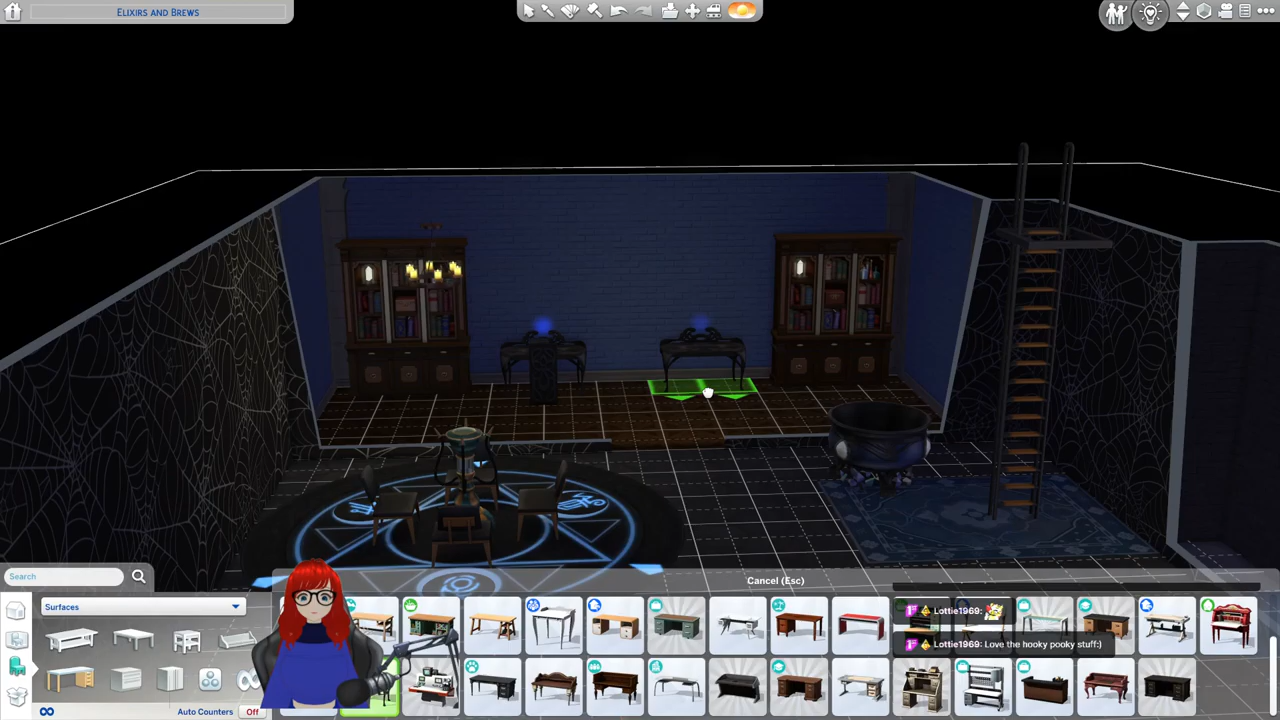 ELIXIRS AND BREWS
Cancel (Esc)
Search
Surfaces
Lottie1969:
Lottie1969: Love the hooky pooky stuff:)
Auto Counters Off